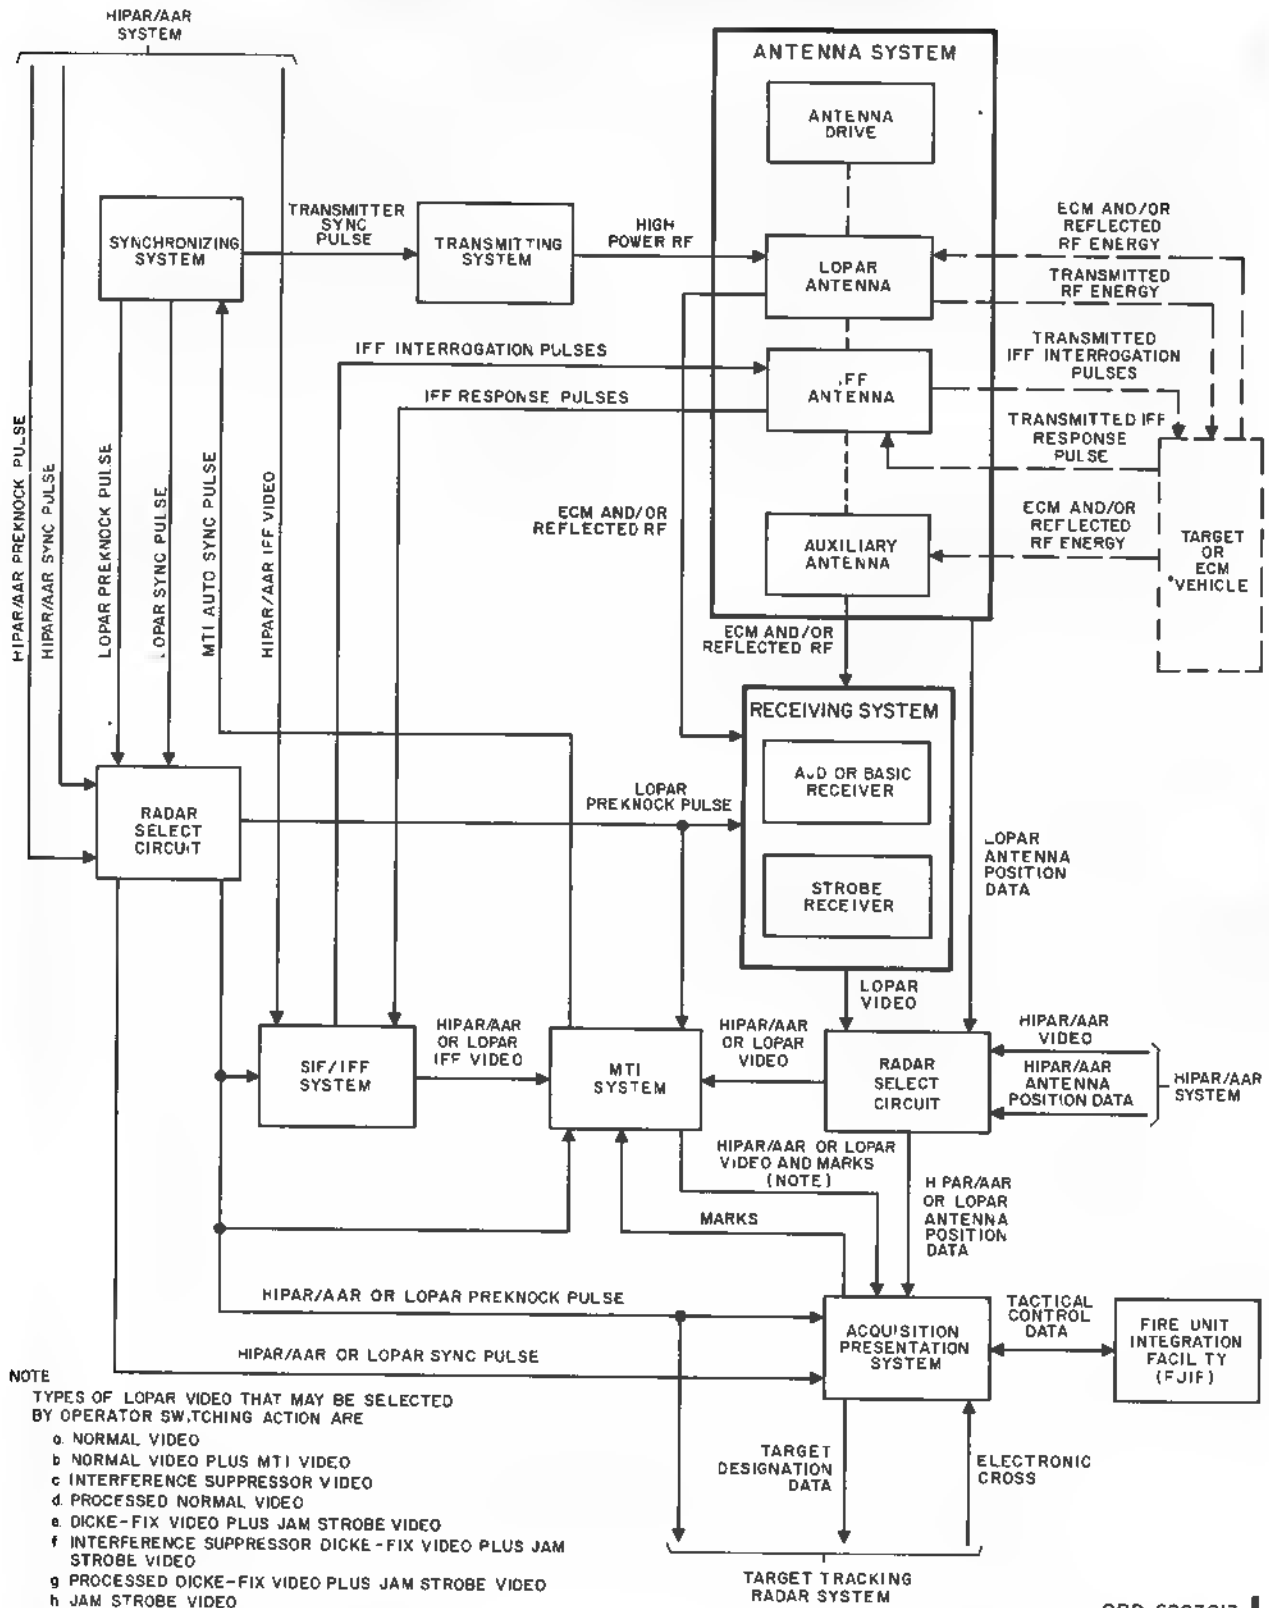 HIPAR/AAR
SYSTEM
ANTENNA SYSTEM
ANTENNA
DRIVE
SYNCHRONIZING
SYSTEM
TRANSMITTER
SYNC
PULSE
TRANSMITTING
SYSTEM
HIGH
POWER RF
LOPAR
ANTENNA
ECM AND/OR
REFLECTED
RF ENERGY
TRANSMITTED
RF ENERGY
IFF INTERROGATION PULSES
IFF RESPONSE PULSES
IFF
ANTENNA
TRANSMITTED
IFF INTERROGATION
PULSES
TRANSMITTED IFF
RESPONSE
PULSE
HIPAR/AAR PREKNOCK PULSE
HIPAR/AAR SYNC PULSE
LOPAR PREKNOCK PULSE
LOPAR SYNC PULSE
MTI AUTO SYNC PULSE
HIPAR/AAR IFF VIDEO
ECM AND/OR
REFLECTED RF
AUXILIARY
ANTENNA
ECM AND/OR
REFLECTED
RF ENERGY
TARGET
OR
ECM
VEHICLE
ECM AND/OR
REFLECTED RF
RECEIVING SYSTEM
AJD OR BASIC
RECEIVER
STROBE
RECEIVER
RADAR
SELECT
CIRCUIT
LOPAR
PREKNOCK PULSE
LOPAR
ANTENNA
POSITION
DATA
LOPAR
VIDEO
SIF/IFF
SYSTEM
HIPAR/AAR
OR LOPAR
IFF VIDEO
MTI
SYSTEM
HIPAR/AAR
OR LOPAR
VIDEO
RADAR
SELECT
CIRCUIT
HIPAR/AAR
VIDEO
HIPAR/AAR
ANTENNA
POSITION DATA
HIPAR/AAR
SYSTEM
HIPAR/AAR OR LOPAR
VIDEO AND MARKS
(NOTE)
MARKS
HIPAR/AAR
OR LOPAR
ANTENNA
POSITION
DATA
HIPAR/AAR OR LOPAR PREKNOCK PULSE
HIPAR/AAR OR LOPAR SYNC PULSE
ACQUISITION
PRESENTATION
SYSTEM
TACTICAL
CONTROL
DATA
FIRE UNIT
INTEGRATION
FACILITY
(FUIF)
TARGET
DESIGNATION
DATA
ELECTRONIC
CROSS
TARGET TRACKING
RADAR SYSTEM
NOTE
TYPES OF LOPAR VIDEO THAT MAY BE SELECTED
BY OPERATOR SWITCHING ACTION ARE
a. NORMAL VIDEO
b NORMAL VIDEO PLUS MTI VIDEO
c INTERFERENCE SUPPRESSOR VIDEO
d. PROCESSED NORMAL VIDEO
e. DICKE-FIX VIDEO PLUS JAM STROBE VIDEO
f INTERFERENCE SUPPRESSOR DICKE-FIX VIDEO PLUS JAM
STROBE VIDEO
g PROCESSED DICKE-FIX VIDEO PLUS JAM STROBE VIDEO
h JAM STROBE VIDEO